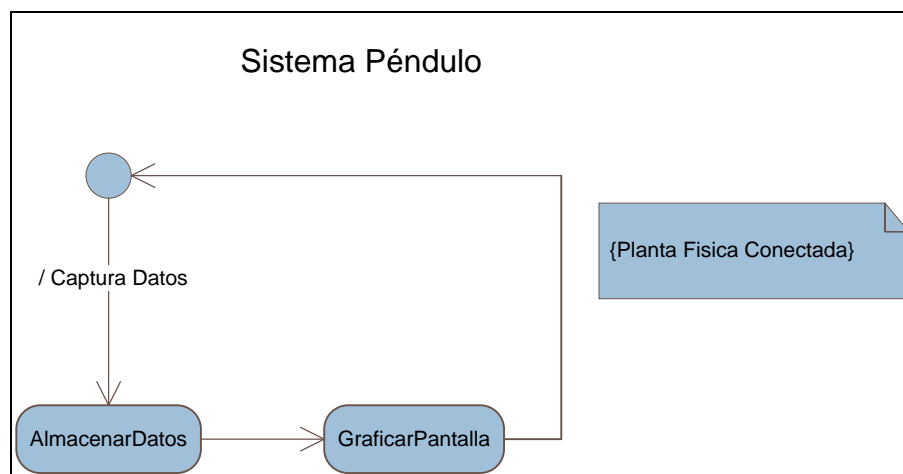 Sistema Péndulo
/ Captura Datos
{Planta Fisica Conectada}
AlmacenarDatos
GraficarPantalla